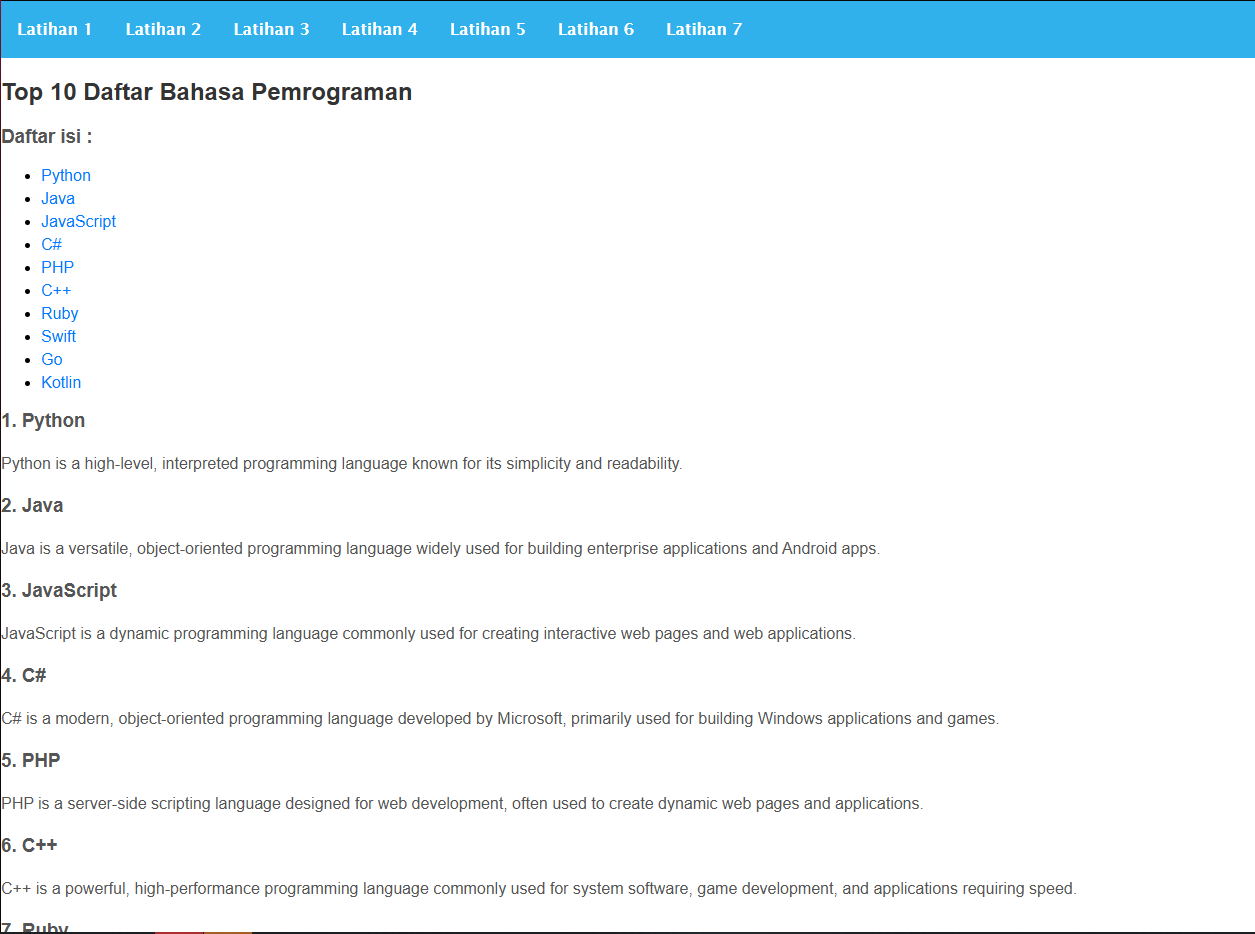 Latihan 1 Latihan 2 Latihan 3 Latihan 4 Latihan 5 Latihan 6 Latihan 7
Top 10 Daftar Bahasa Pemrograman
Daftar isi :
Python
Java
JavaScript
C#
PHP
C++
Ruby
Swift
Go
Kotlin
1. Python
Python is a high-level, interpreted programming language known for its simplicity and readability.
2. Java
Java is a versatile, object-oriented programming language widely used for building enterprise applications and Android apps.
3. JavaScript
JavaScript is a dynamic programming language commonly used for creating interactive web pages and web applications.
4. C#
C# is a modern, object-oriented programming language developed by Microsoft, primarily used for building Windows applications and games.
5. PHP
PHP is a server-side scripting language designed for web development, often used to create dynamic web pages and applications.
6. C++
C++ is a powerful, high-performance programming language commonly used for system software, game development, and applications requiring speed.
7. Ruby